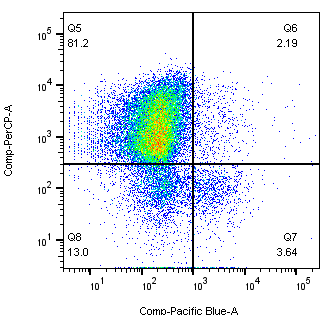 Q5
81.2
Q6
2.19
10^5
10^4
10^3
10^2
10^1
Comp-PerCP-A
Q8
13.0
Q7
3.64
10^1 10^2 10^3 10^4 10^5
Comp-Pacific Blue-A